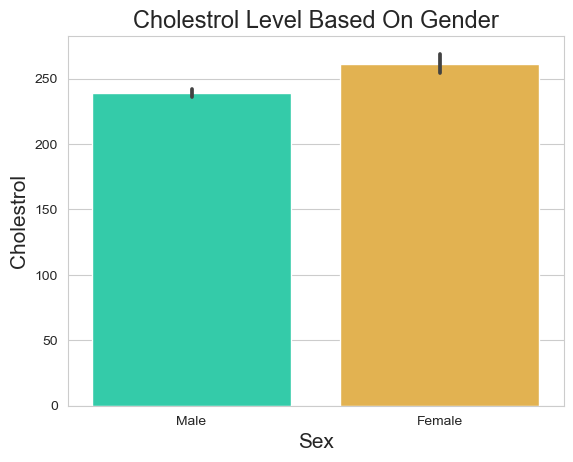 Cholestrol Level Based On Gender
Cholestrol
250
200
150
100
50
0
Male
Female
Sex